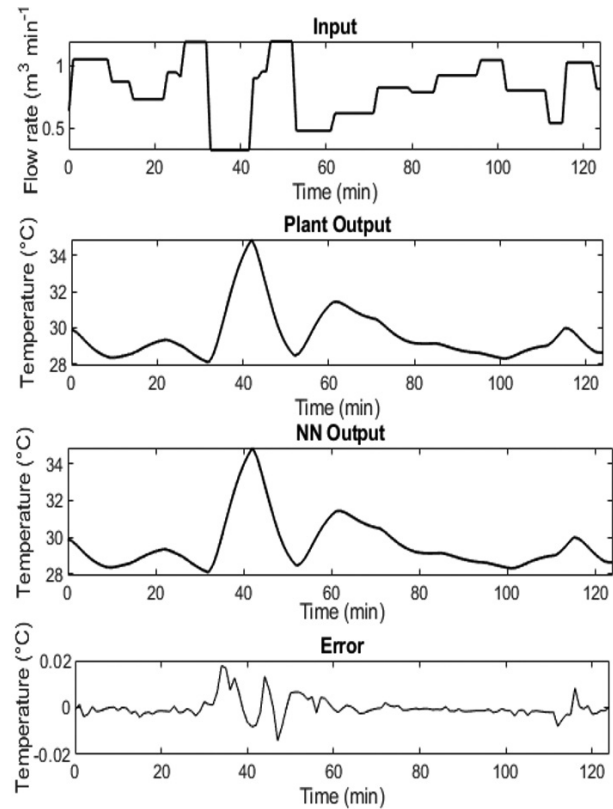 Input
Flow rate (m³ min⁻¹)
1
0.5
0 20 40 60 80 100 120
Time (min)
Plant Output
Temperature (°C)
34
32
30
28
0 20 40 60 80 100 120
Time (min)
NN Output
Temperature (°C)
34
32
30
28
0 20 40 60 80 100 120
Time (min)
Error
Temperature (°C)
0.02
0
-0.02
0 20 40 60 80 100 120
Time (min)